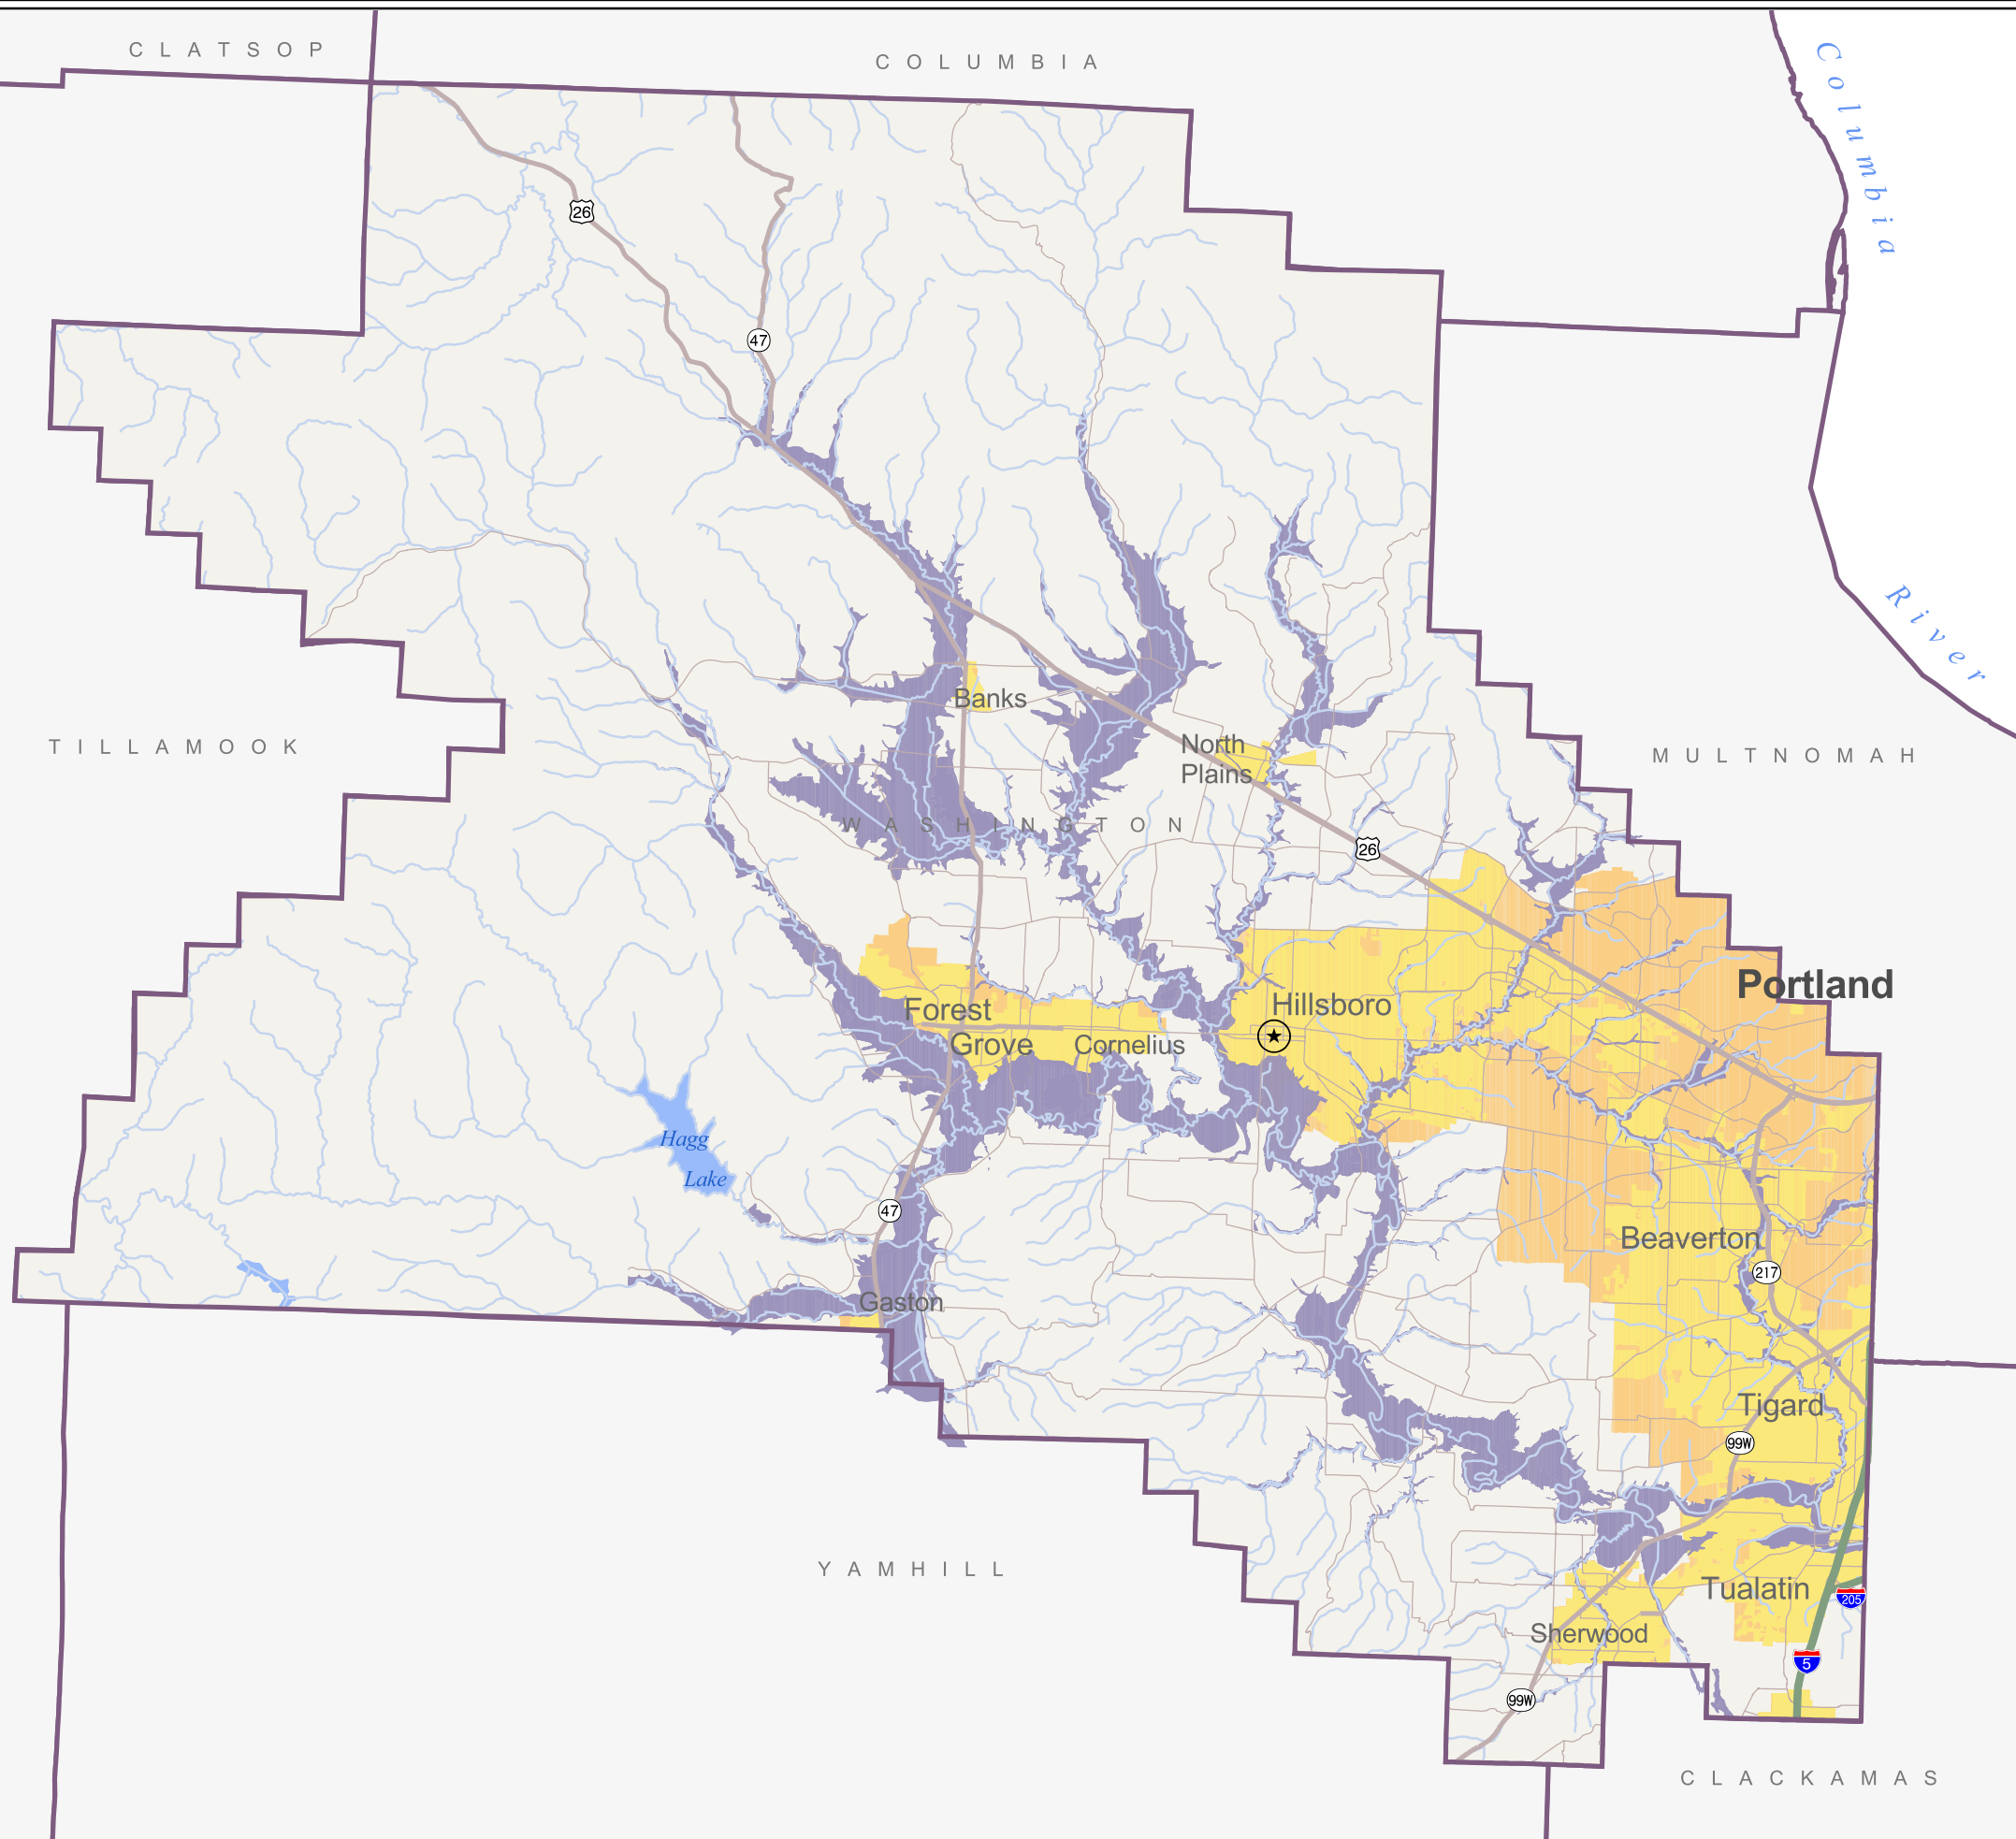 CLATSOP
COLUMBIA
Columbia
26
47
River
TILLAMOOK
MULTNOMAH
Banks
North
Plains
WASHINGTON
26
Portland
Forest
Grove
Cornelius
Hillsboro
Hagg
Lake
47
Beaverton
217
Gaston
Tigard
99W
YAMHILL
Tualatin
205
Sherwood
5
99W
CLACKAMAS